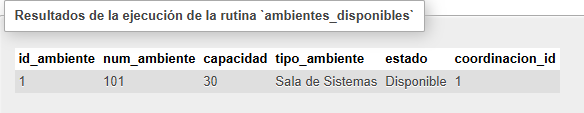 Resultados de la ejecución de la rutina `ambientes_disponibles`
id_ambiente num_ambiente capacidad tipo_ambiente estado coordinacion_id
1 101 30 Sala de Sistemas Disponible 1